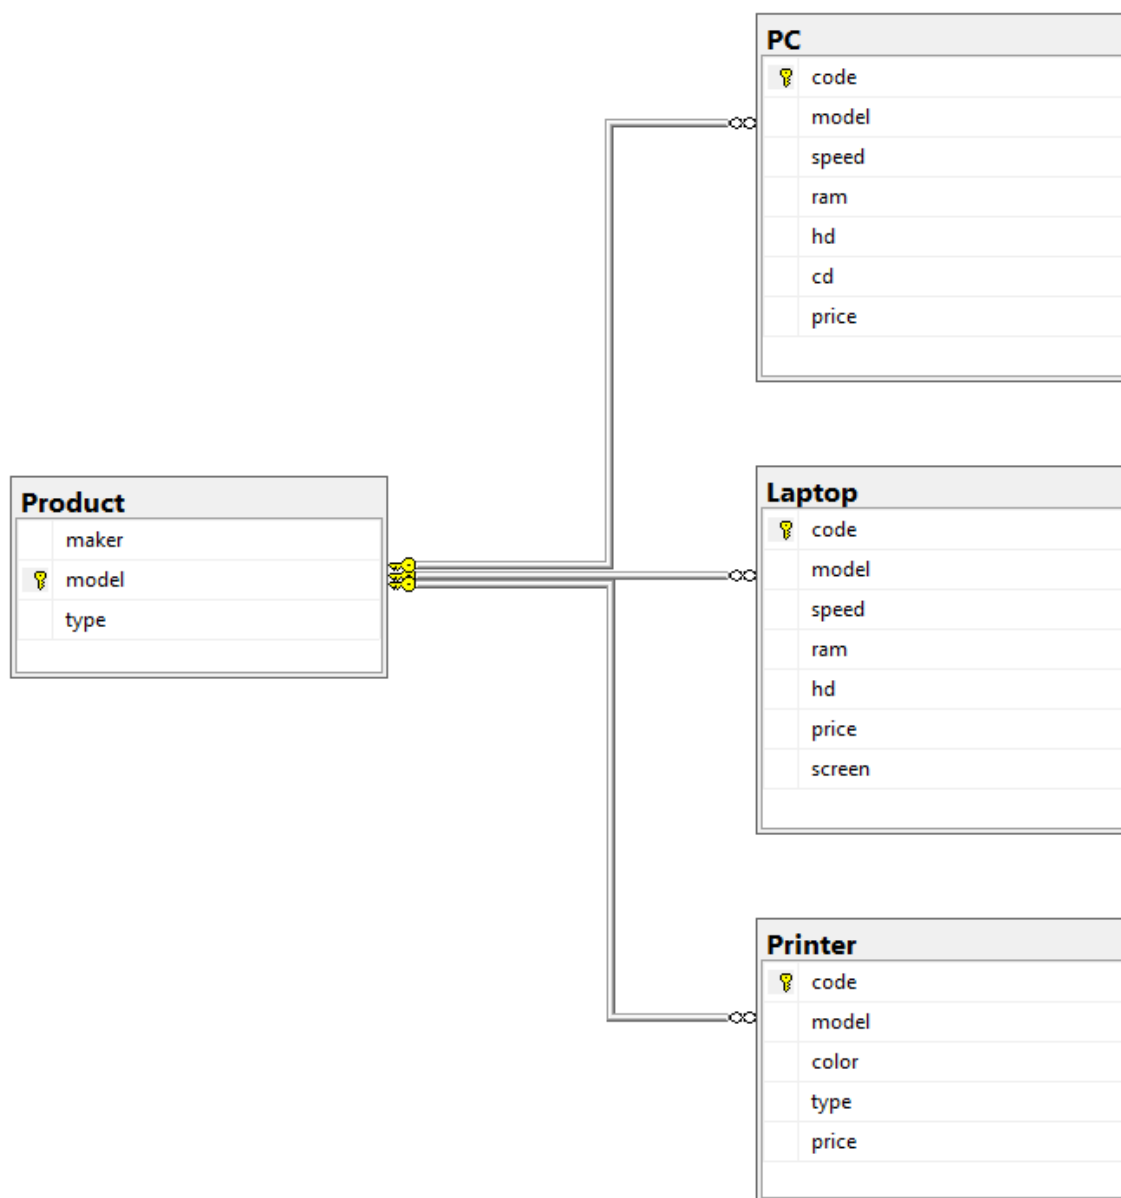 PC
code
model
speed
ram
hd
cd
price
Product
maker
model
type
Laptop
code
model
speed
ram
hd
price
screen
Printer
code
model
color
type
price